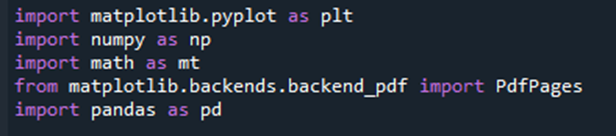 import matplotlib.pyplot as plt
import numpy as np
import math as mt
from matplotlib.backends.backend_pdf import PdfPages
import pandas as pd